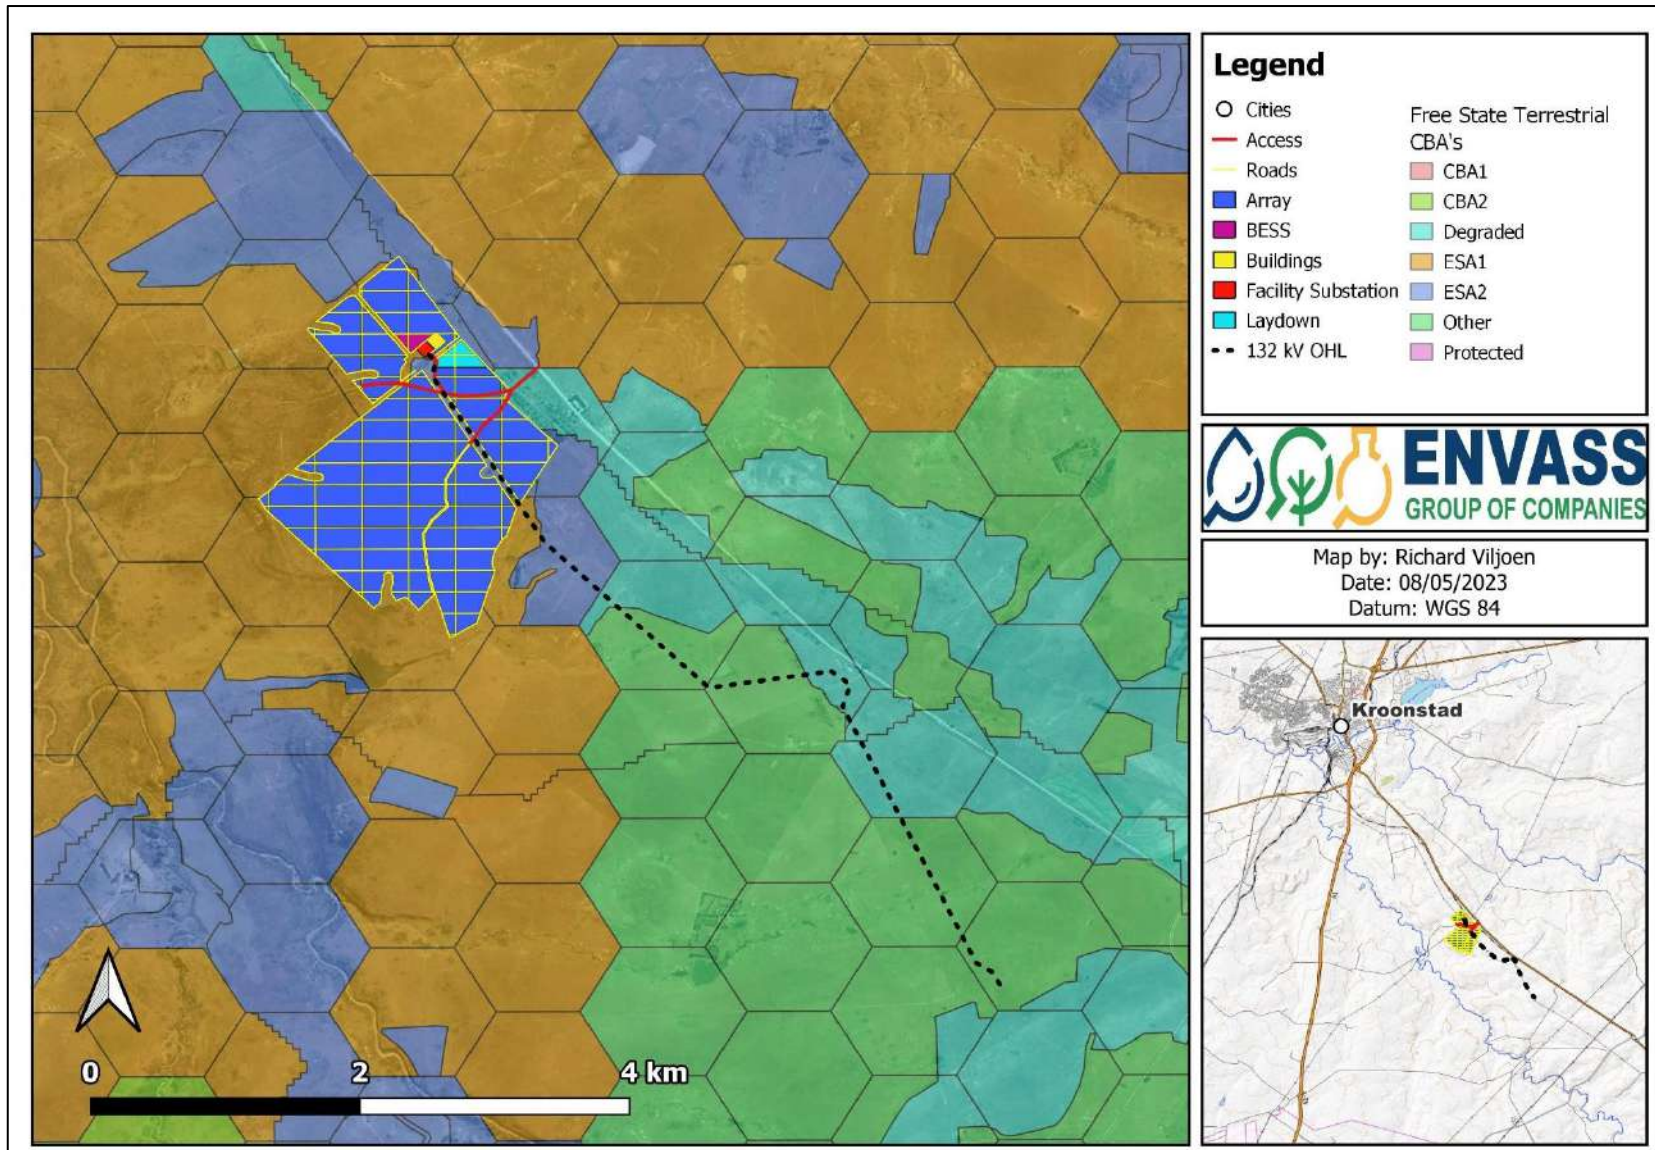 Legend
Cities
Access
Roads
Array
BESS
Buildings
Facility Substation
Laydown
132 kV OHL
Free State Terrestrial
CBA's
CBA1
CBA2
Degraded
ESA1
ESA2
Other
Protected
ENVASS
GROUP OF COMPANIES
Map by: Richard Viljoen
Date: 08/05/2023
Datum: WGS 84
Kroonstad
0 2 4 km